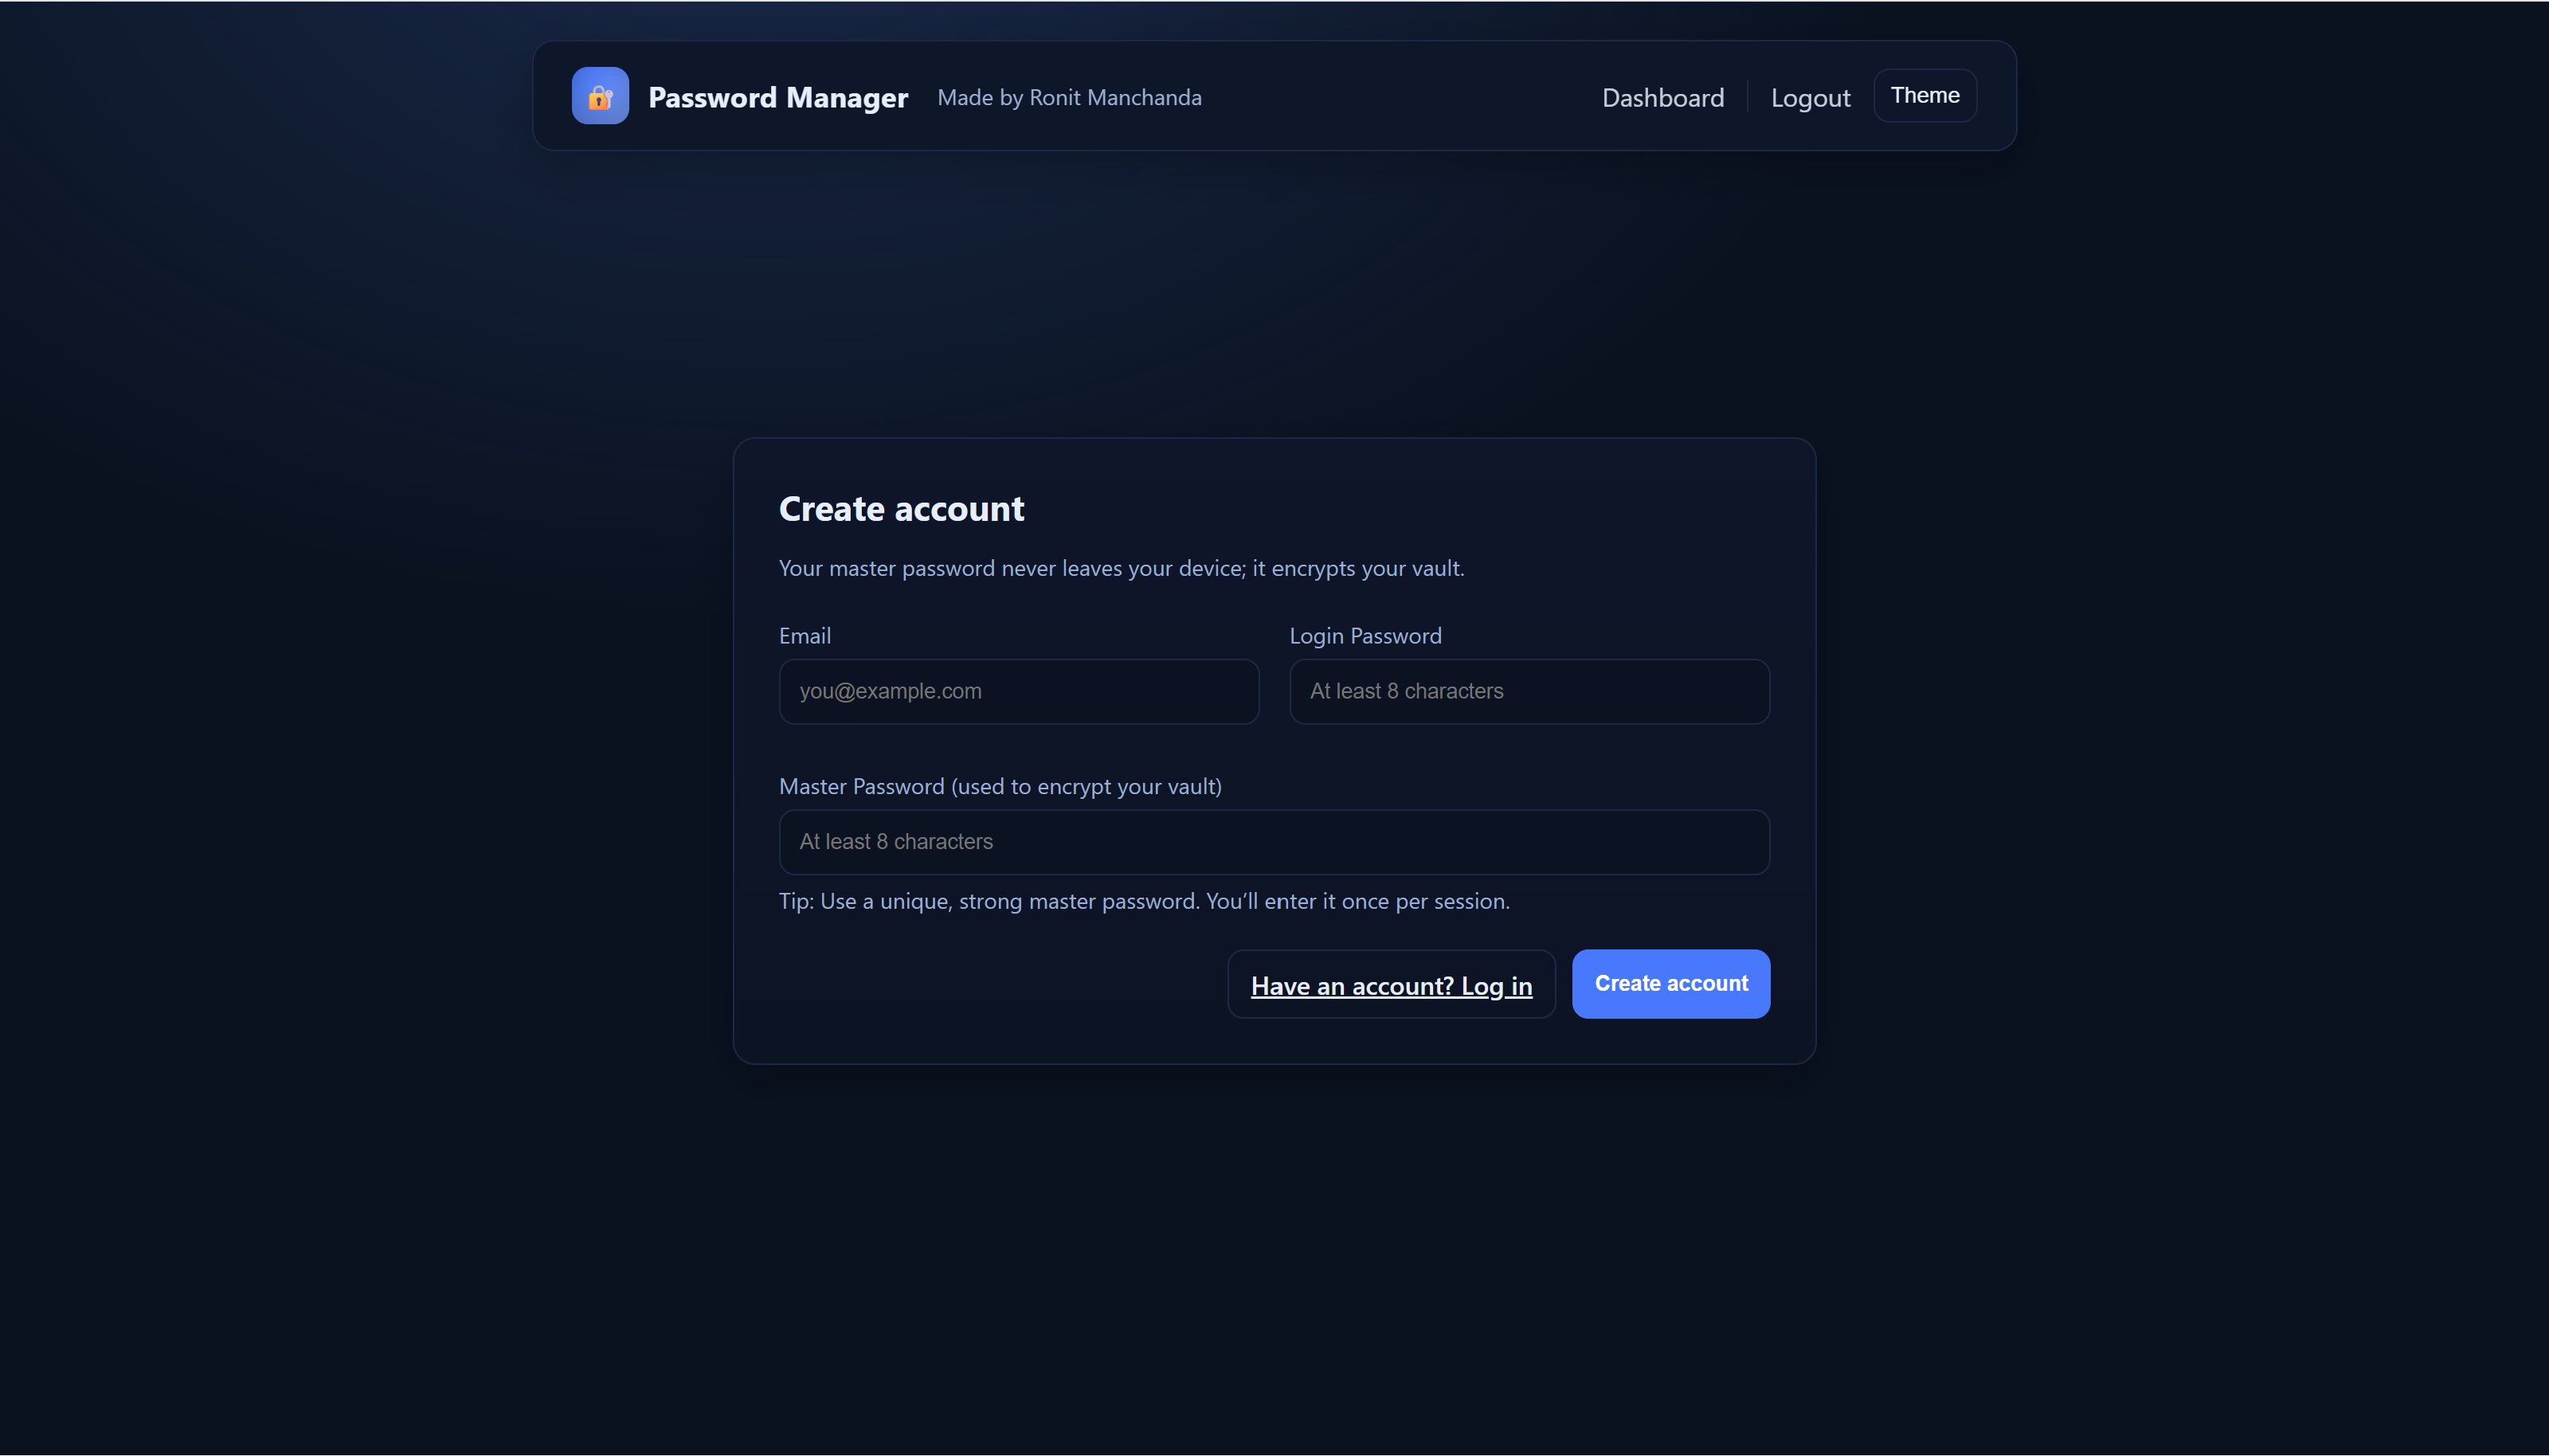 Password Manager Made by Ronit Manchanda Dashboard Logout Theme
Create account
Your master password never leaves your device; it encrypts your vault.
Email Login Password
you@example.com At least 8 characters
Master Password (used to encrypt your vault)
At least 8 characters
Tip: Use a unique, strong master password. You’ll enter it once per session.
Have an account? Log in Create account